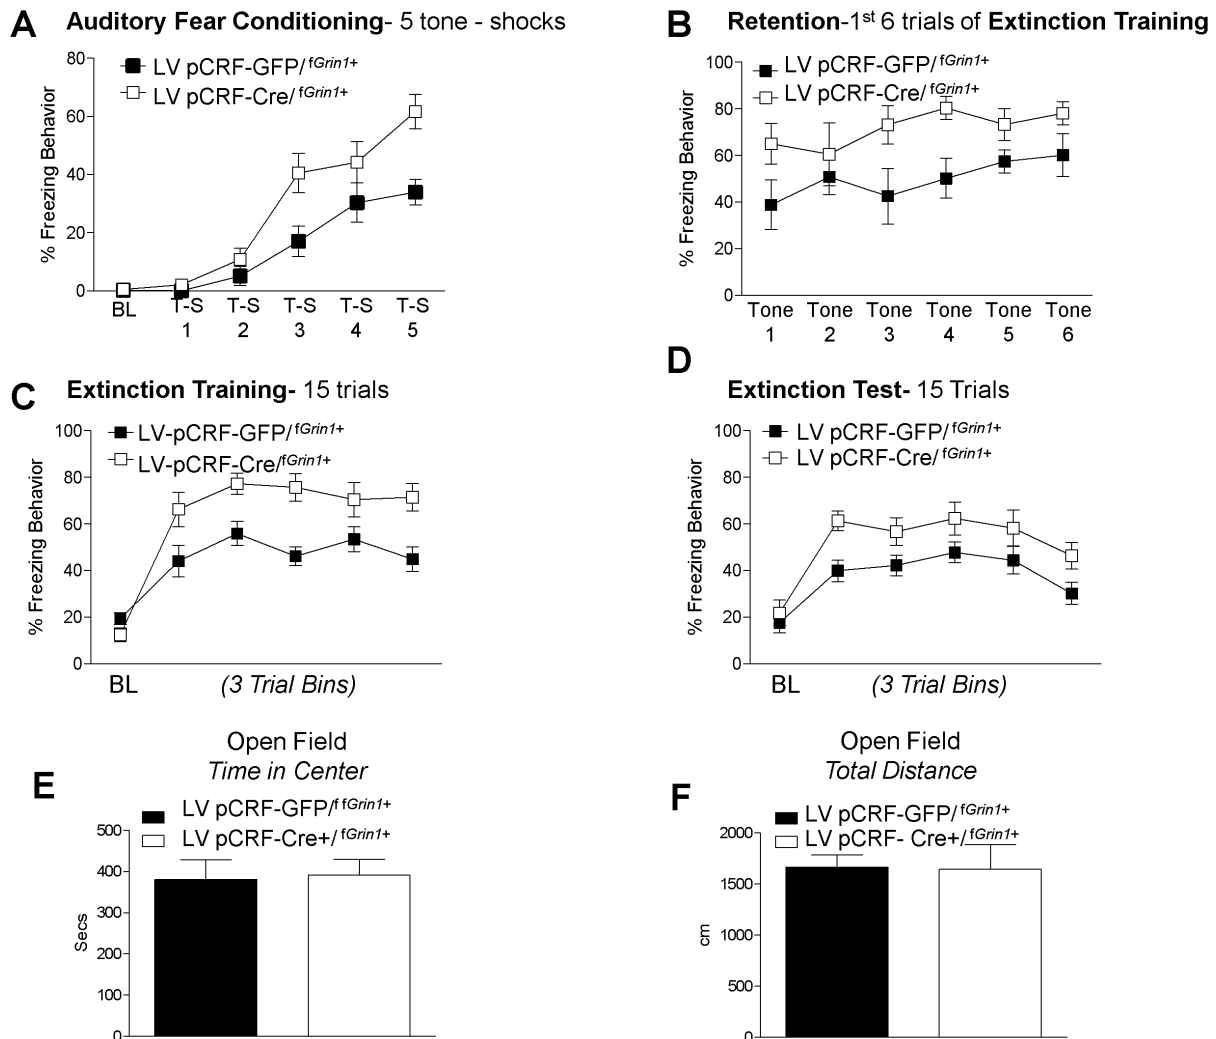 A Auditory Fear Conditioning- 5 tone - shocks
LV pCRF-GFP/fGrin1+
LV pCRF-Cre/fGrin1+
% Freezing Behavior
80
60
40
20
0
BL T-S 1 T-S 2 T-S 3 T-S 4 T-S 5
B Retention-1st 6 trials of Extinction Training
LV pCRF-GFP/fGrin1+
LV pCRF-Cre/fGrin1+
% Freezing Behavior
100
80
60
40
20
0
Tone 1 Tone 2 Tone 3 Tone 4 Tone 5 Tone 6
C Extinction Training- 15 trials
LV-pCRF-GFP/fGrin1+
LV-pCRF-Cre/fGrin1+
% Freezing Behavior
100
80
60
40
20
0
BL (3 Trial Bins)
D Extinction Test- 15 Trials
LV pCRF-GFP/fGrin1+
LV pCRF-Cre/fGrin1+
% Freezing Behavior
100
80
60
40
20
0
BL (3 Trial Bins)
E Open Field
Time in Center
LV pCRF-GFP/f fGrin1+
LV pCRF-Cre+/fGrin1+
Secs
500
400
300
200
100
0
F Open Field
Total Distance
LV pCRF-GFP/fGrin1+
LV pCRF- Cre+/fGrin1+
cm
2000
1500
1000
500
0